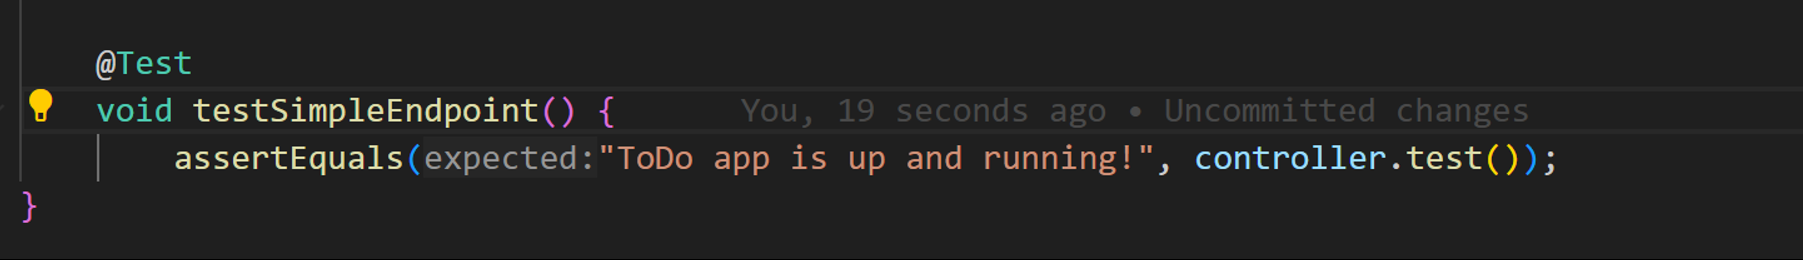 @Test
void testSimpleEndpoint() { You, 19 seconds ago • Uncommitted changes
assertEquals(expected:"ToDo app is up and running!", controller.test());
}